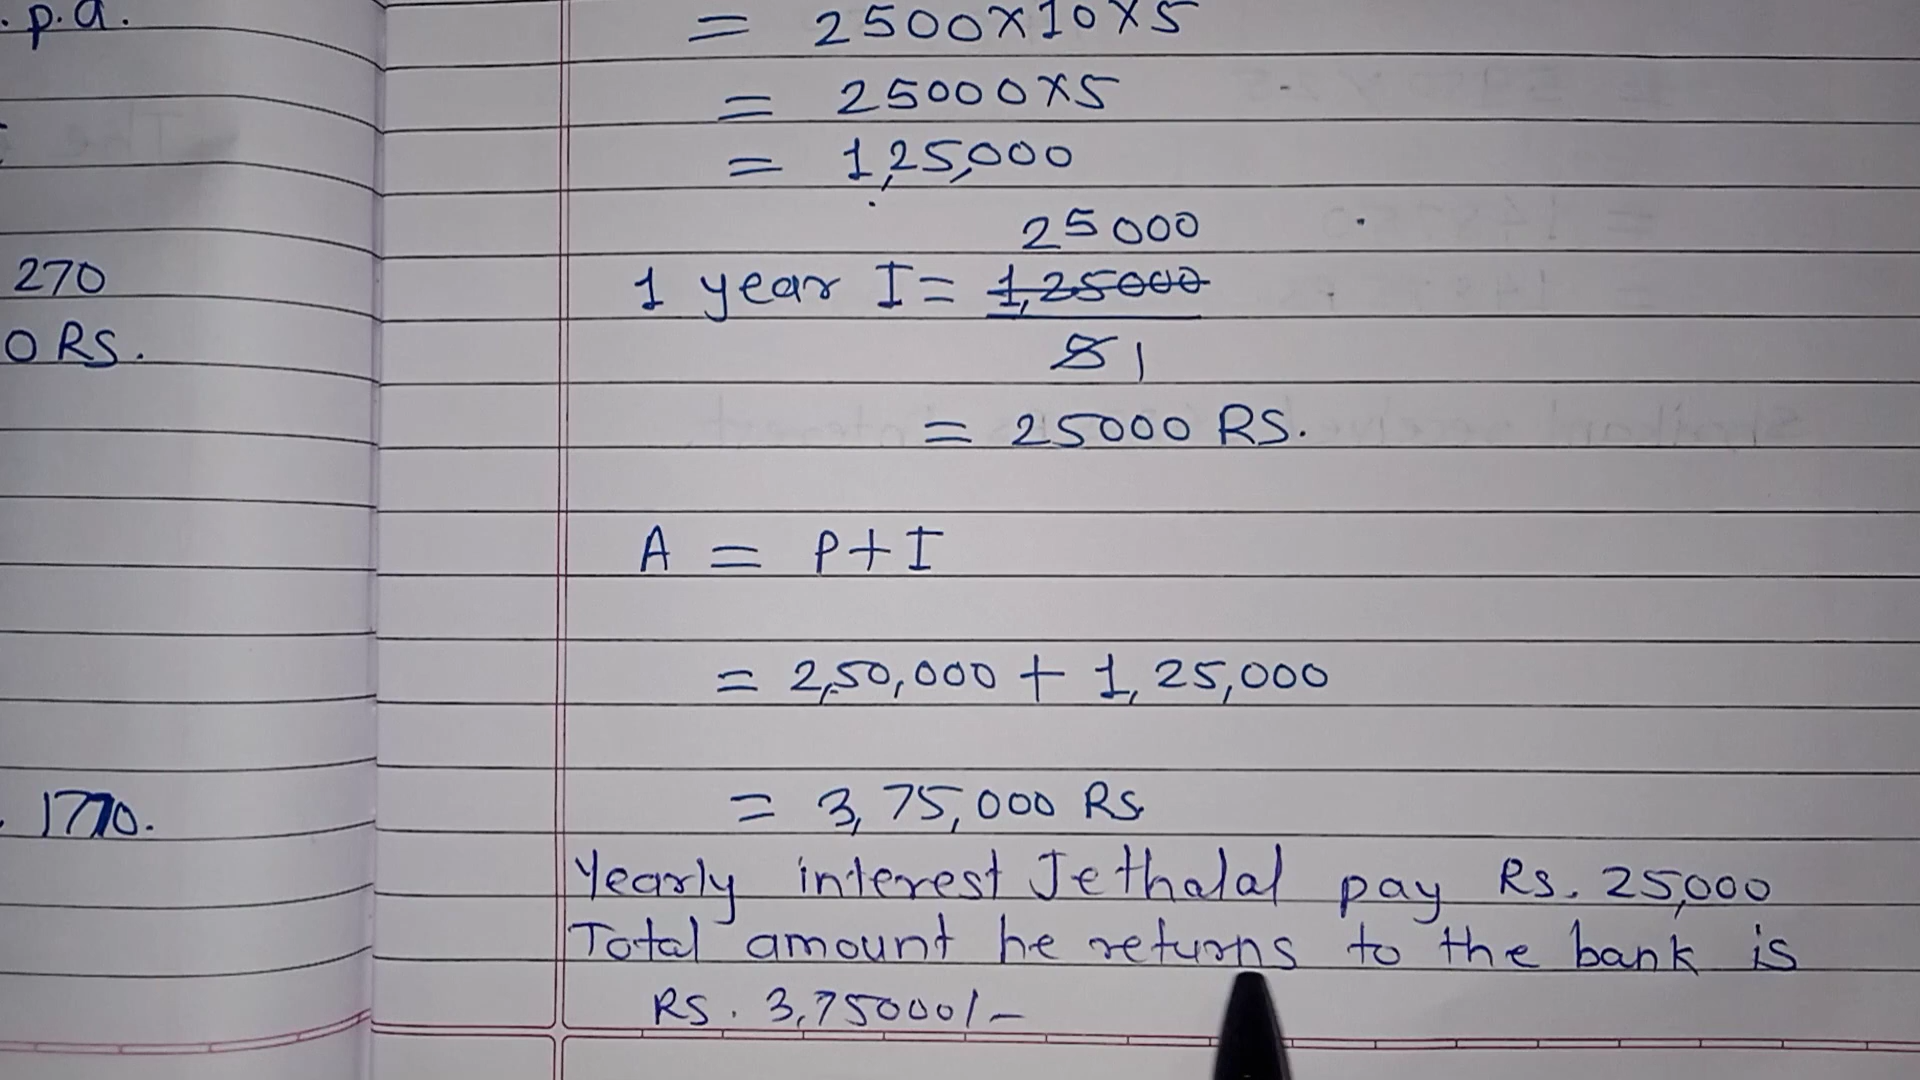 . p.a.
270
0 RS.
1770.
= 2500×10×5
= 25000×5
= 1,25,000
25000
1 year I = 1,25000
5 1
= 25000 RS.
A = P+I
= 2,50,000 + 1,25,000
= 3,75,000 RS.
Yearly interest Jethalal pay Rs. 25,000
Total amount he returns to the bank is
RS. 3,75000/-